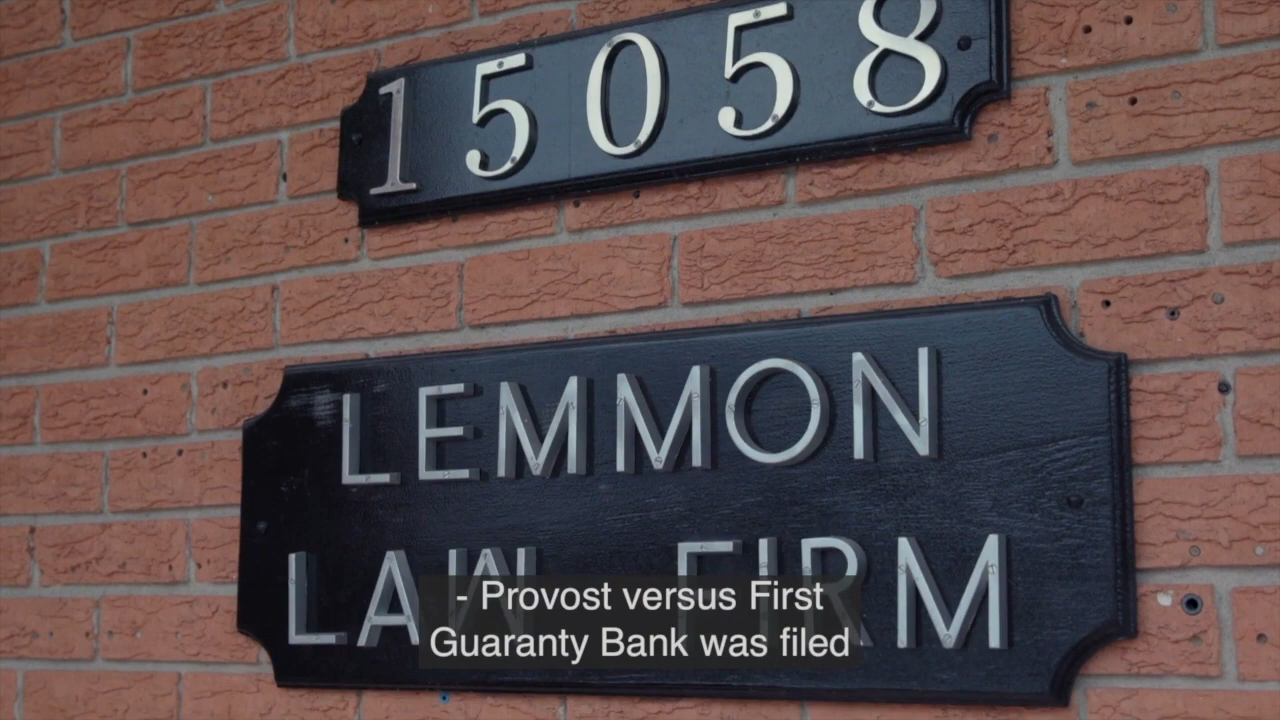 15058
LEMMON
LAW FIRM
- Provost versus First
Guaranty Bank was filed